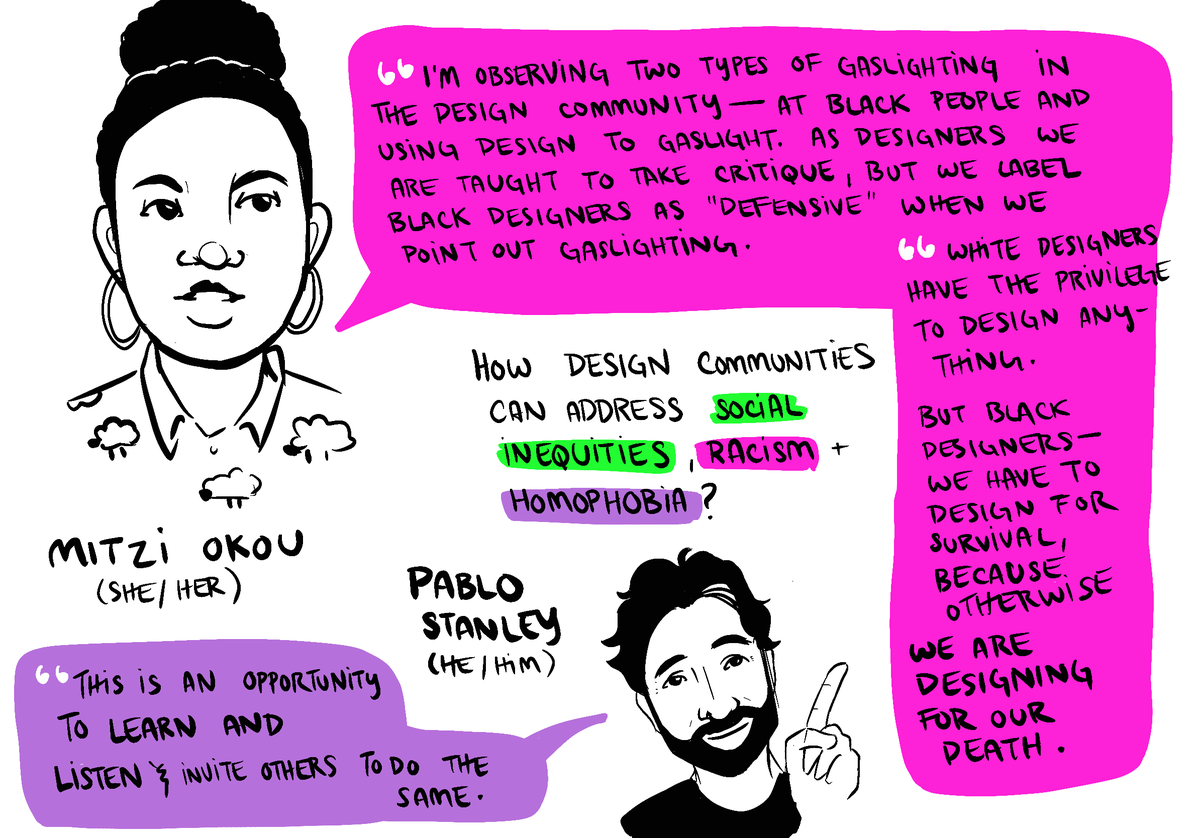 “I'M OBSERVING TWO TYPES OF GASLIGHTING IN
THE DESIGN COMMUNITY — AT BLACK PEOPLE AND
USING DESIGN TO GASLIGHT. AS DESIGNERS WE
ARE TAUGHT TO TAKE CRITIQUE, BUT WE LABEL
BLACK DESIGNERS AS "DEFENSIVE" WHEN WE
POINT OUT GASLIGHTING.
“WHITE DESIGNERS
HAVE THE PRIVILEGE
TO DESIGN ANY-
THING.
BUT BLACK
DESIGNERS—
WE HAVE TO
DESIGN FOR
SURVIVAL,
BECAUSE
OTHERWISE
WE ARE
DESIGNING
FOR OUR
DEATH.
HOW DESIGN COMMUNITIES
CAN ADDRESS SOCIAL
INEQUITIES, RACISM +
HOMOPHOBIA?
MITZI OKOU
(SHE/HER)
PABLO
STANLEY
(HE/HIM)
“THIS IS AN OPPORTUNITY
TO LEARN AND
LISTEN & INVITE OTHERS TO DO THE
SAME.